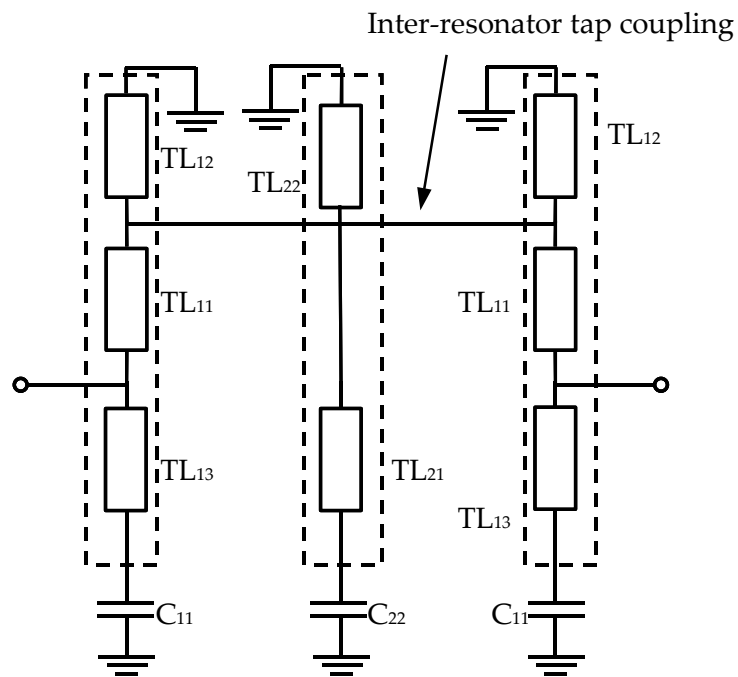 Inter-resonator tap coupling
TL12
TL12
TL22
TL11
TL11
TL13
TL21
TL13
C11
C22
C11